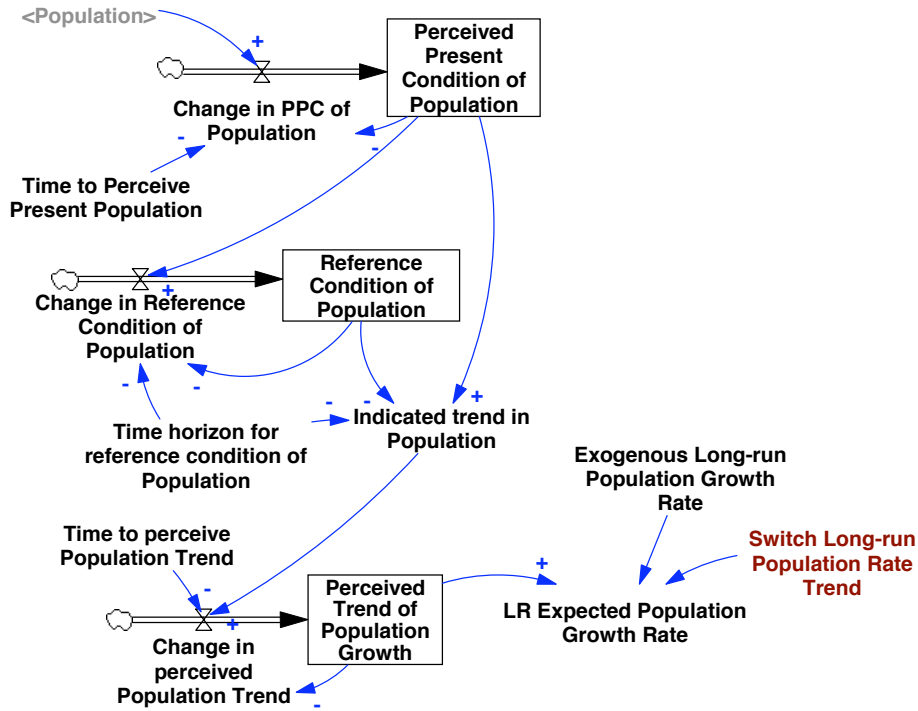 <Population>
+
Perceived
Present
Condition of
Population
Change in PPC of
Population
-
-
Time to Perceive
Present Population
Reference
Condition of
Population
+
Change in Reference
Condition of
Population
-
-
-
-
+
Indicated trend in
Population
Time horizon for
reference condition of
Population
Exogenous Long-run
Population Growth
Rate
Time to perceive
Population Trend
Switch Long-run
Population Rate
Trend
+
-
+
Perceived
Trend of
Population
Growth
LR Expected Population
Growth Rate
Change in
perceived
Population Trend
-